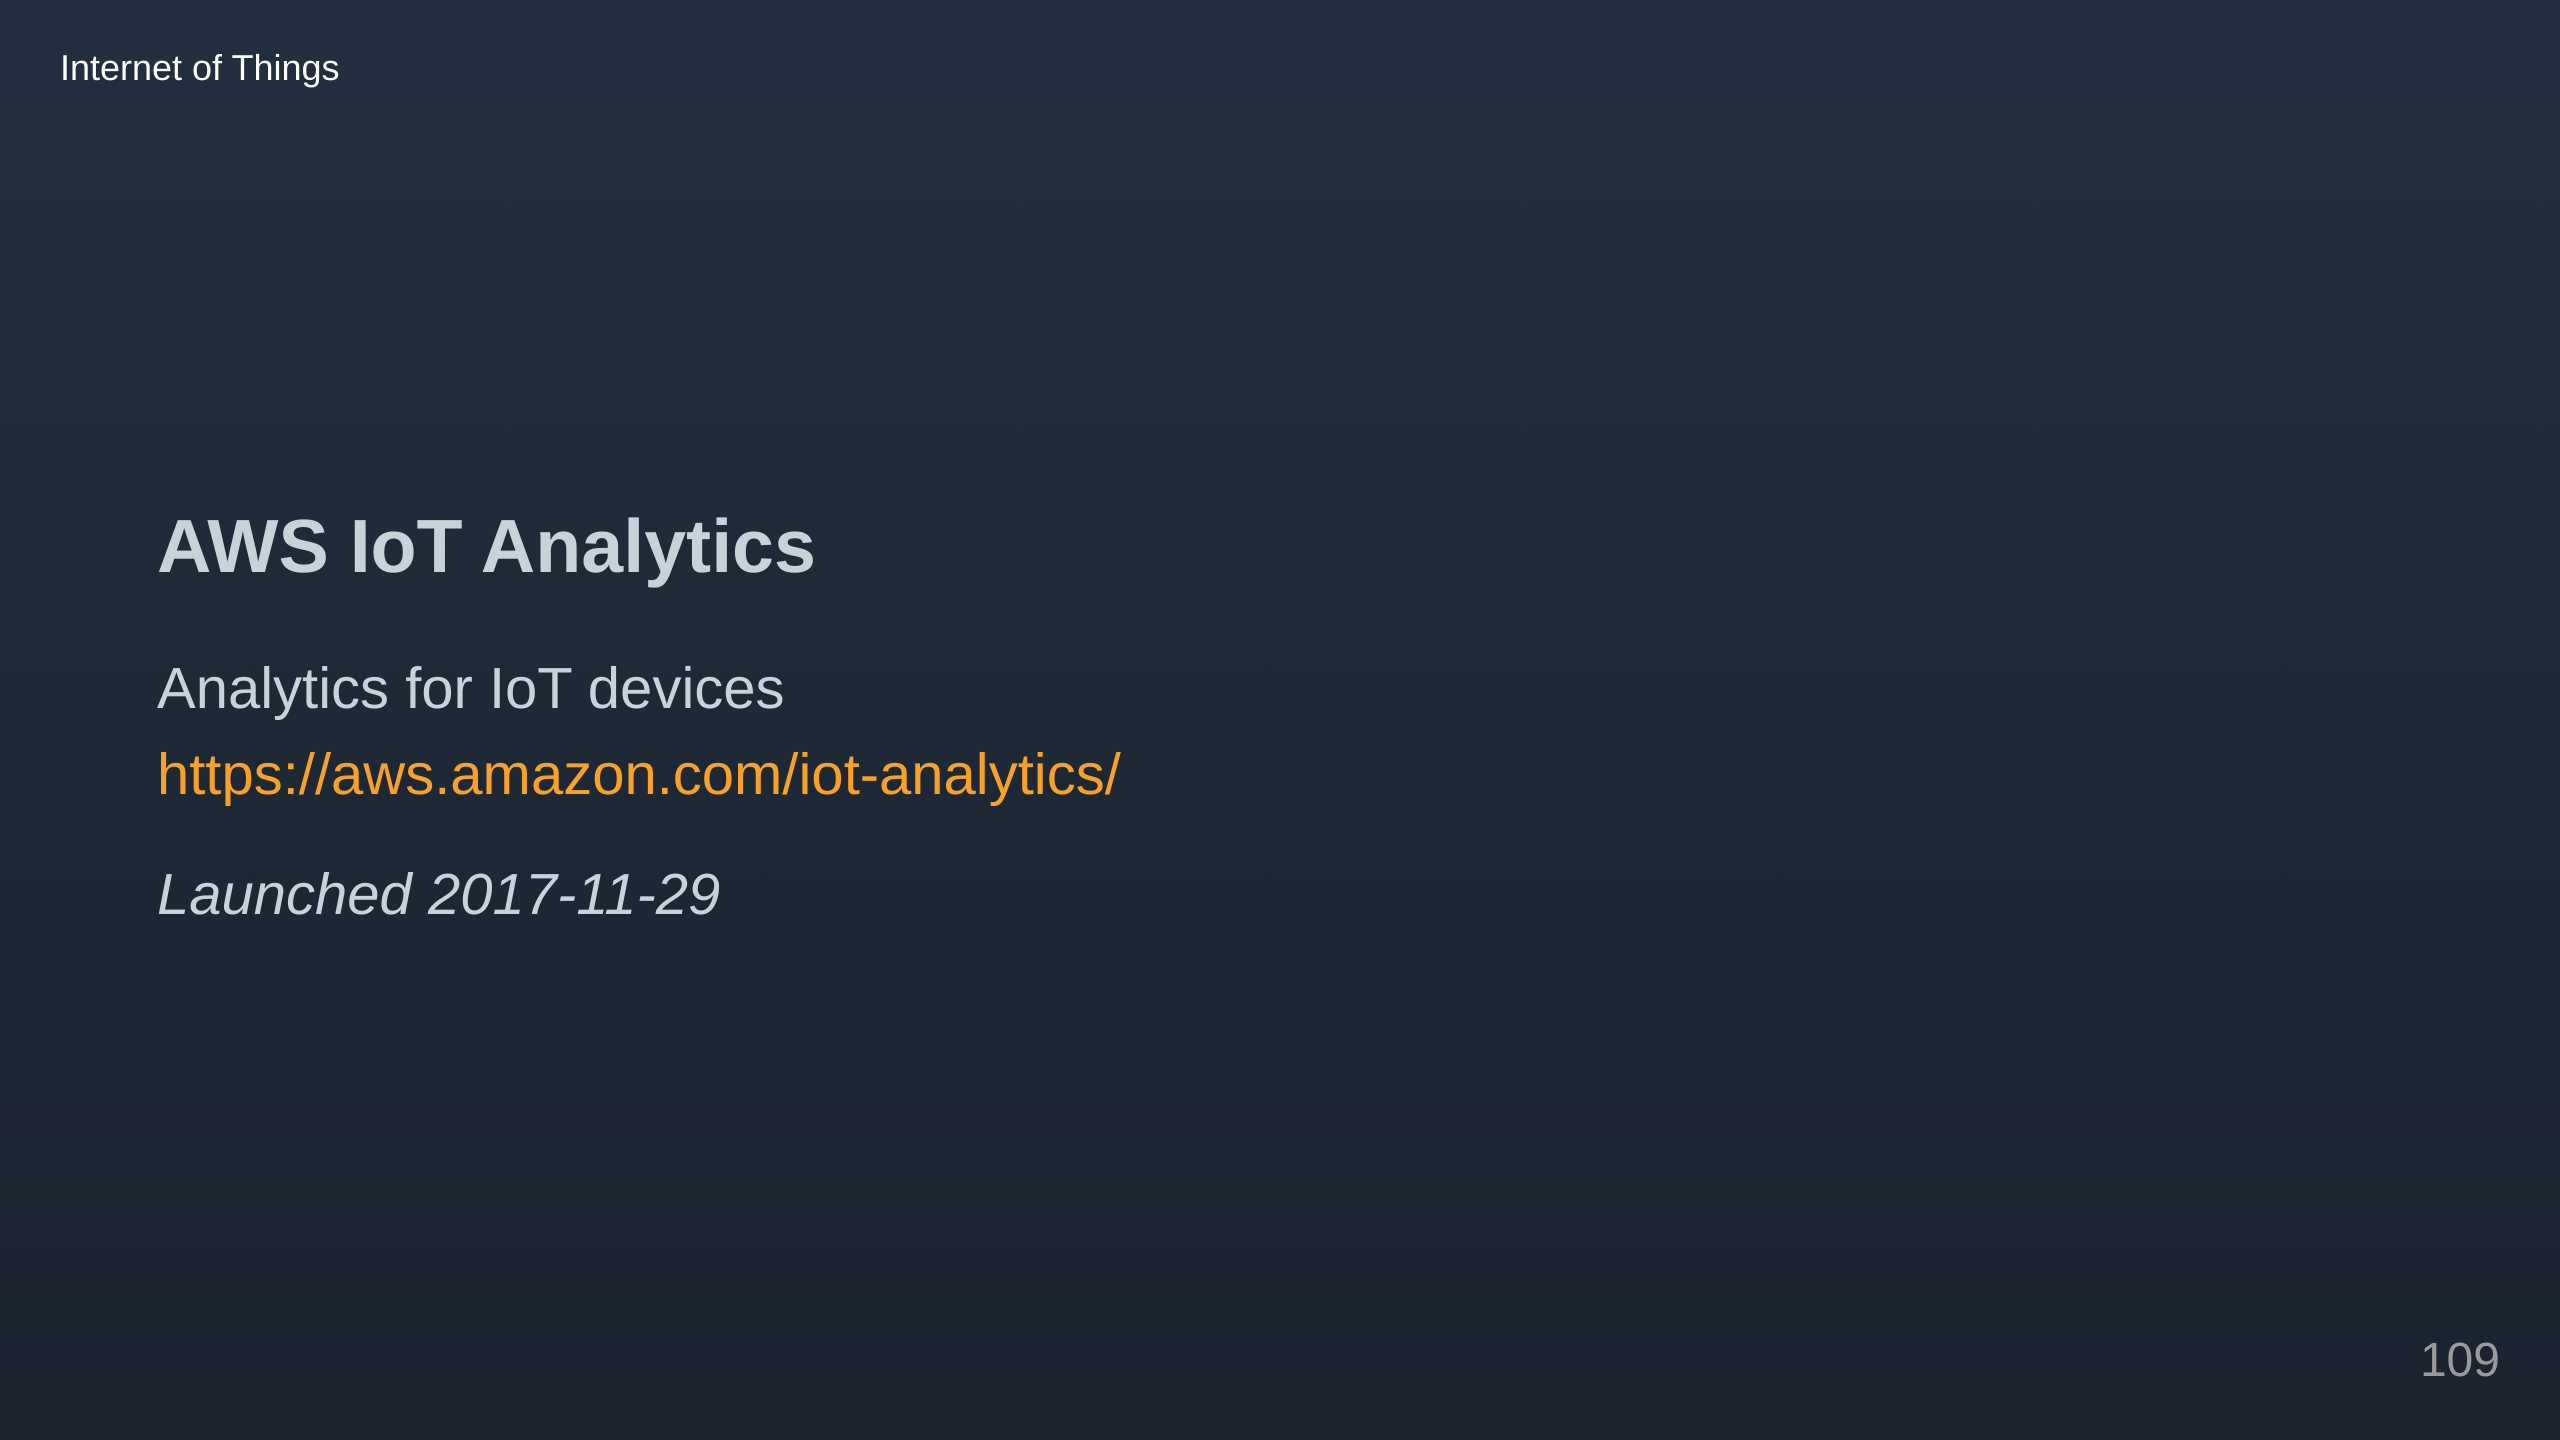 Internet of Things
AWS IoT Analytics
Analytics for IoT devices
https://aws.amazon.com/iot-analytics/
Launched 2017-11-29
109